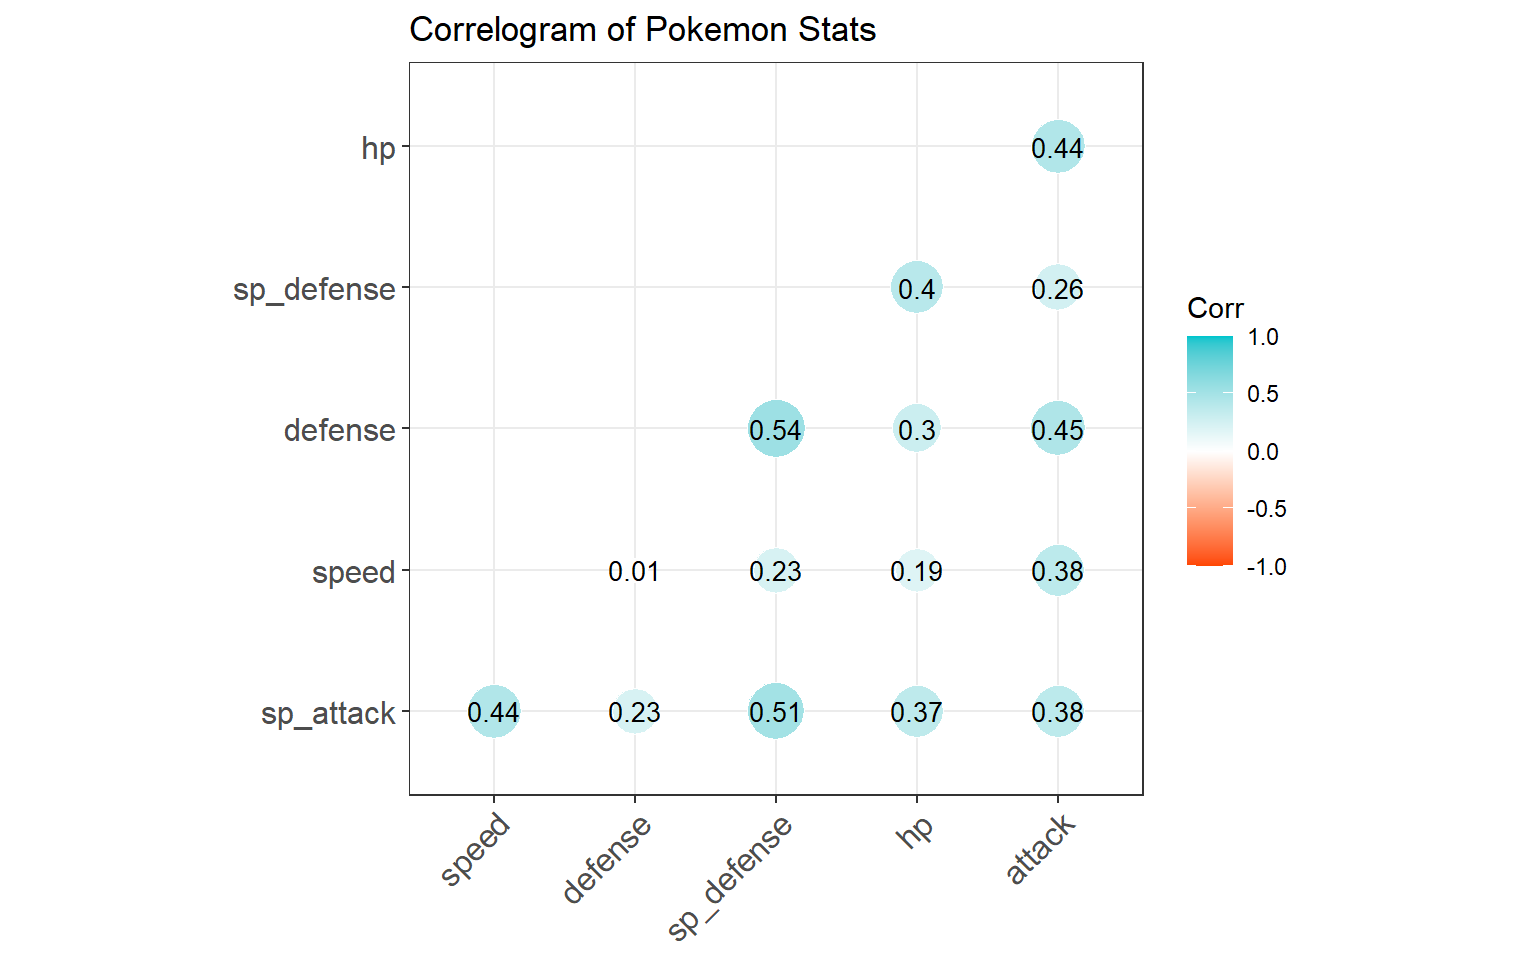 Correlogram of Pokemon Stats
hp
0.44
sp_defense
0.4
0.26
defense
0.54
0.3
0.45
speed
0.01
0.23
0.19
0.38
sp_attack
0.44
0.23
0.51
0.37
0.38
speed
defense
sp_defense
hp
attack
Corr
1.0
0.5
0.0
-0.5
-1.0